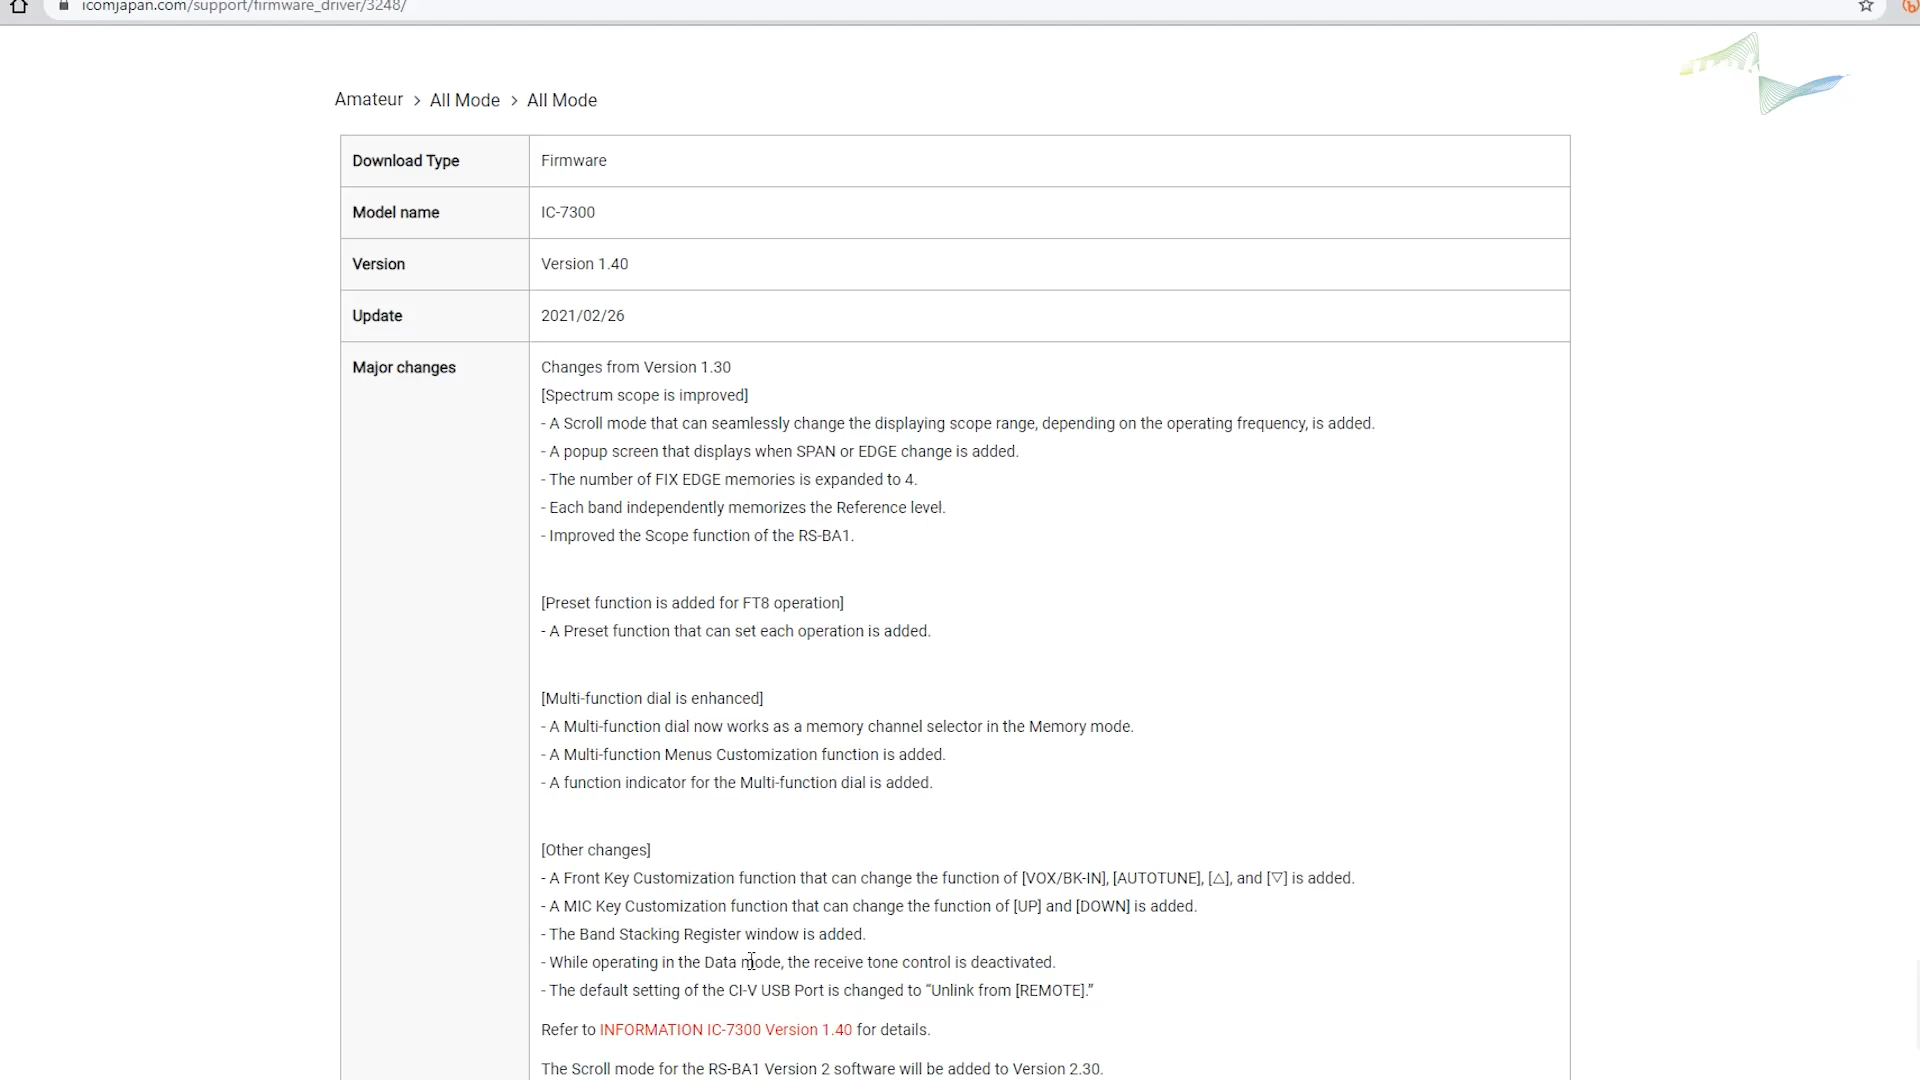 icomjapan.com/support/firmware_driver/3248/
Amateur > All Mode > All Mode
Download Type Firmware
Model name IC-7300
Version Version 1.40
Update 2021/02/26
Major changes Changes from Version 1.30
[Spectrum scope is improved]
- A Scroll mode that can seamlessly change the displaying scope range, depending on the operating frequency, is added.
- A popup screen that displays when SPAN or EDGE change is added.
- The number of FIX EDGE memories is expanded to 4.
- Each band independently memorizes the Reference level.
- Improved the Scope function of the RS-BA1.
[Preset function is added for FT8 operation]
- A Preset function that can set each operation is added.
[Multi-function dial is enhanced]
- A Multi-function dial now works as a memory channel selector in the Memory mode.
- A Multi-function Menus Customization function is added.
- A function indicator for the Multi-function dial is added.
[Other changes]
- A Front Key Customization function that can change the function of [VOX/BK-IN], [AUTOTUNE], [△], and [▽] is added.
- A MIC Key Customization function that can change the function of [UP] and [DOWN] is added.
- The Band Stacking Register window is added.
- While operating in the Data mode, the receive tone control is deactivated.
- The default setting of the CI-V USB Port is changed to “Unlink from [REMOTE].”
Refer to INFORMATION IC-7300 Version 1.40 for details.
The Scroll mode for the RS-BA1 Version 2 software will be added to Version 2.30.